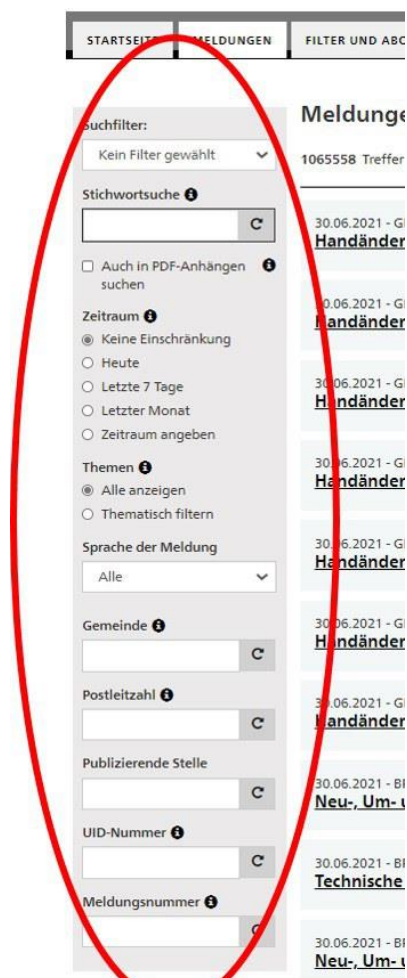 STARTSEITE MELDUNGEN FILTER UND ABO
Suchfilter:
Kein Filter gewählt
Stichwortsuche
Auch in PDF-Anhängen
suchen
Zeitraum
Keine Einschränkung
Heute
Letzte 7 Tage
Letzter Monat
Zeitraum angeben
Themen
Alle anzeigen
Thematisch filtern
Sprache der Meldung
Alle
Gemeinde
Postleitzahl
Publizierende Stelle
UID-Nummer
Meldungsnummer
Meldunge
1065558 Treffer
30.06.2021 - G
Handänder
30.06.2021 - G
Handänder
30.06.2021 - G
Handänder
30.06.2021 - G
Handänder
30.06.2021 - G
Handänder
30.06.2021 - G
Handänder
30.06.2021 - G
Handänder
30.06.2021 - B
Neu-, Um- u
30.06.2021 - B
Technische
30.06.2021 - B
Neu-, Um- u